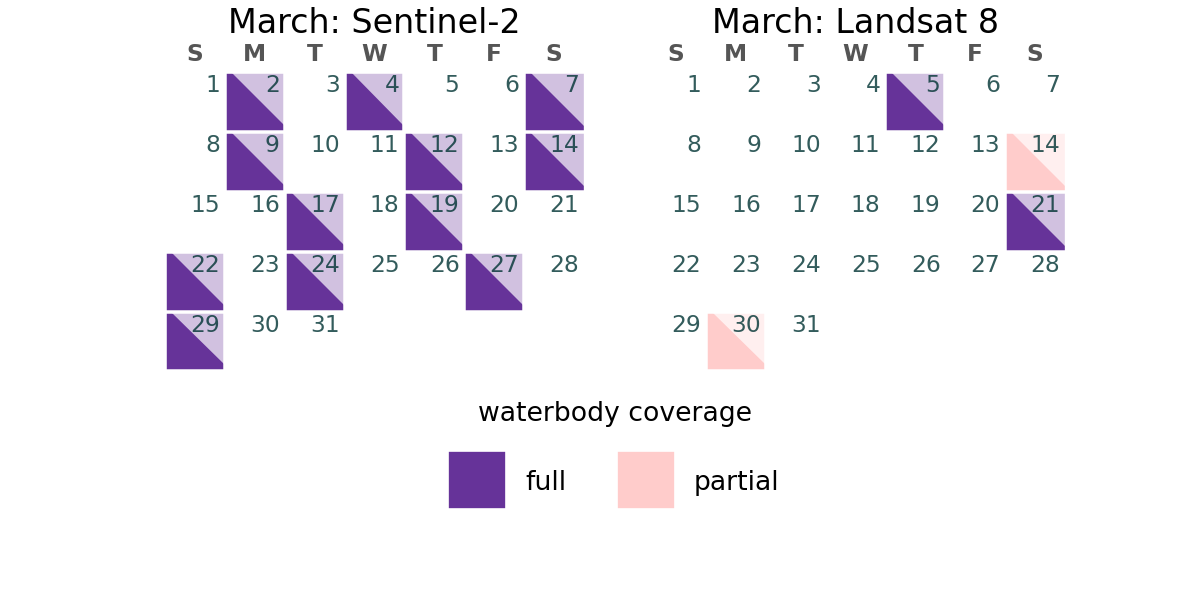 March: Sentinel-2
S M T W T F S
1 2 3 4 5 6 7
8 9 10 11 12 13 14
15 16 17 18 19 20 21
22 23 24 25 26 27 28
29 30 31
March: Landsat 8
S M T W T F S
1 2 3 4 5 6 7
8 9 10 11 12 13 14
15 16 17 18 19 20 21
22 23 24 25 26 27 28
29 30 31
waterbody coverage
full
partial